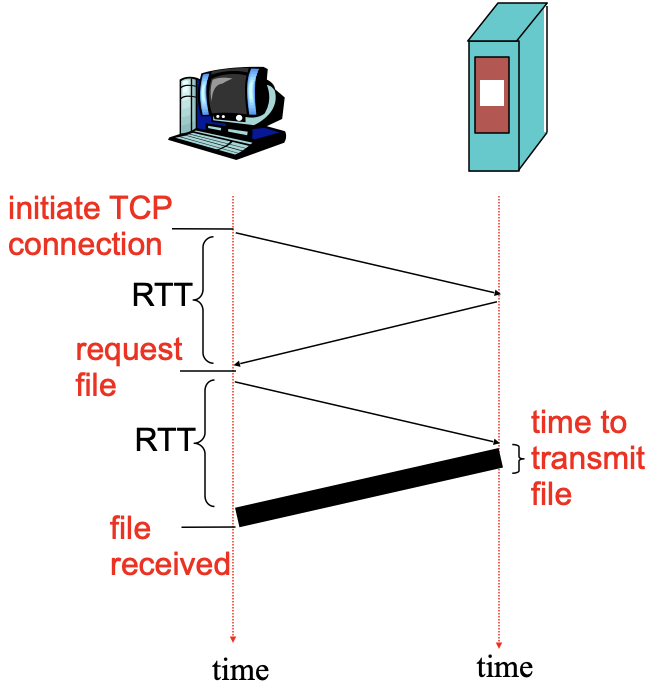 initiate TCP
connection
RTT
request
file
RTT
time to
transmit
file
file
received
time
time